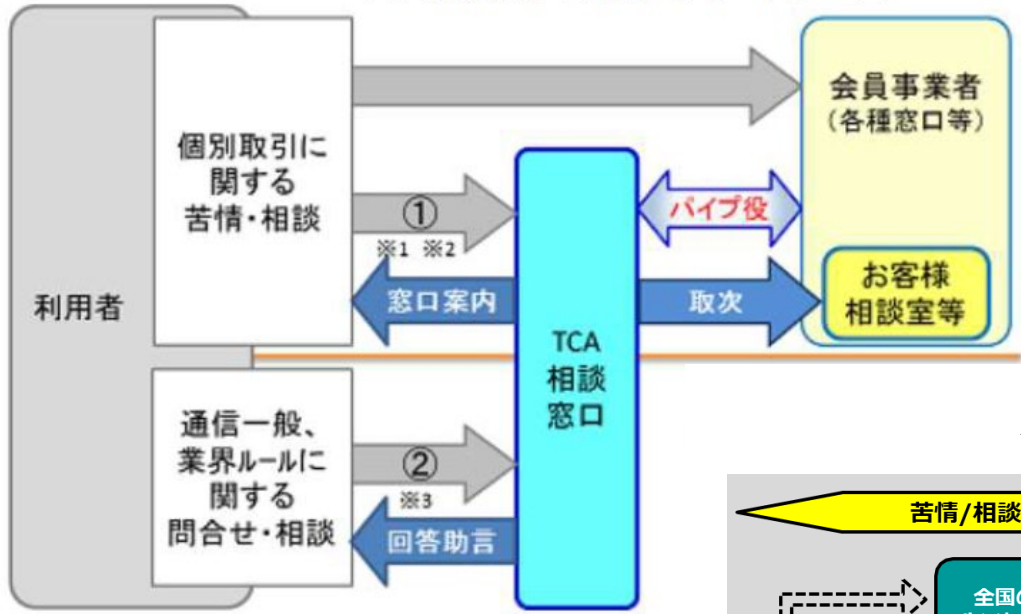 会員事業者
(各種窓口等)
個別取引に
関する
苦情・相談
①
※1 ※2
パイプ役
窓口案内
取次
お客様
相談室等
利用者
TCA
相談
窓口
通信一般、
業界ルールに
関する
問合せ・相談
②
※3
回答助言
苦情/相談
全国の